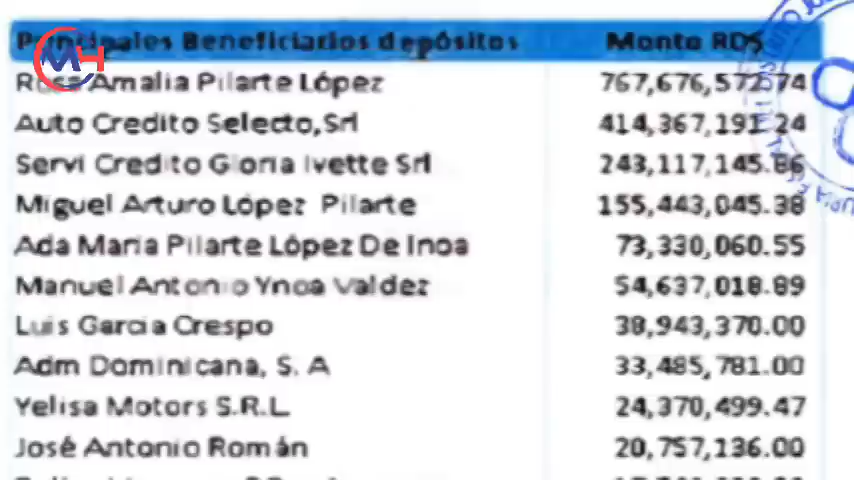 Principales Beneficiarios depósitos Monto RD$
Rosa Amalia Pilarte López 767,676,572.74
Auto Credito Selecto,Srl 414,367,191.24
Servi Credito Gloria Ivette Srl 243,117,145.86
Miguel Arturo López Pilarte 155,443,045.38
Ada Maria Pilarte López De Inoa 73,330,060.55
Manuel Antonio Ynoa Valdez 54,637,018.89
Luis Garcia Crespo 38,943,370.00
Adm Dominicana, S. A 33,485,781.00
Yelisa Motors S.R.L 24,370,499.47
José Antonio Román 20,757,136.00